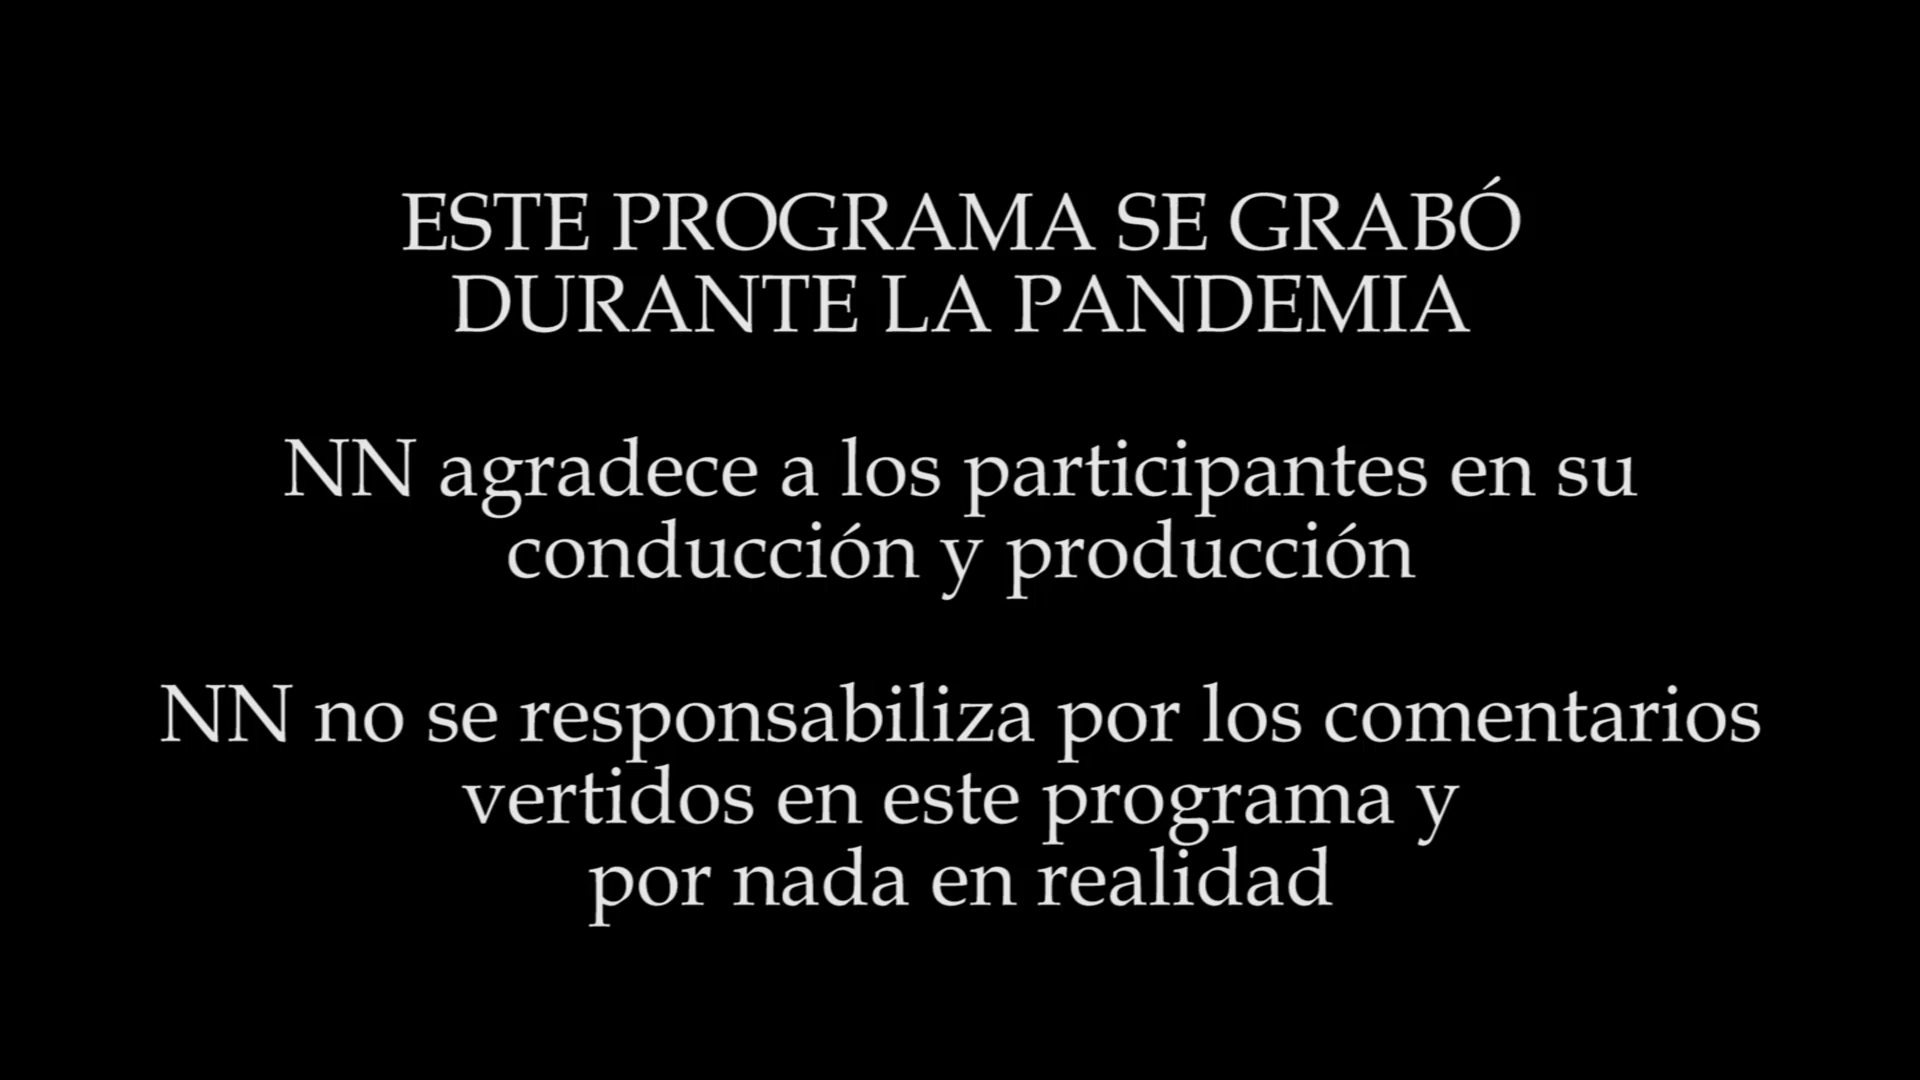 ESTE PROGRAMA SE GRABÓ
DURANTE LA PANDEMIA
NN agradece a los participantes en su
conducción y producción
NN no se responsabiliza por los comentarios
vertidos en este programa y
por nada en realidad